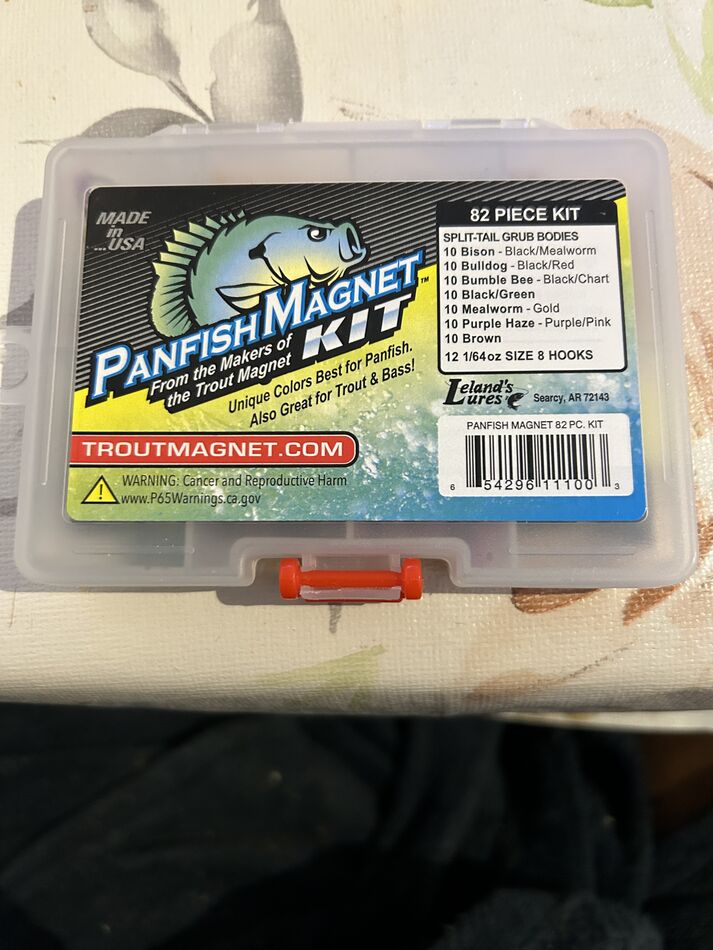 MADE
in
...USA
PANFISH MAGNET™
KIT
From the Makers of
the Trout Magnet
Unique Colors Best for Panfish.
Also Great for Trout & Bass!
TROUTMAGNET.COM
WARNING: Cancer and Reproductive Harm
www.P65Warnings.ca.gov
82 PIECE KIT
SPLIT-TAIL GRUB BODIES
10 Bison - Black/Mealworm
10 Bulldog - Black/Red
10 Bumble Bee - Black/Chart
10 Black/Green
10 Mealworm - Gold
10 Purple Haze - Purple/Pink
10 Brown
12 1/64oz SIZE 8 HOOKS
Leland's
Lures
Searcy, AR 72143
PANFISH MAGNET 82 PC. KIT
6 54296 11100 3